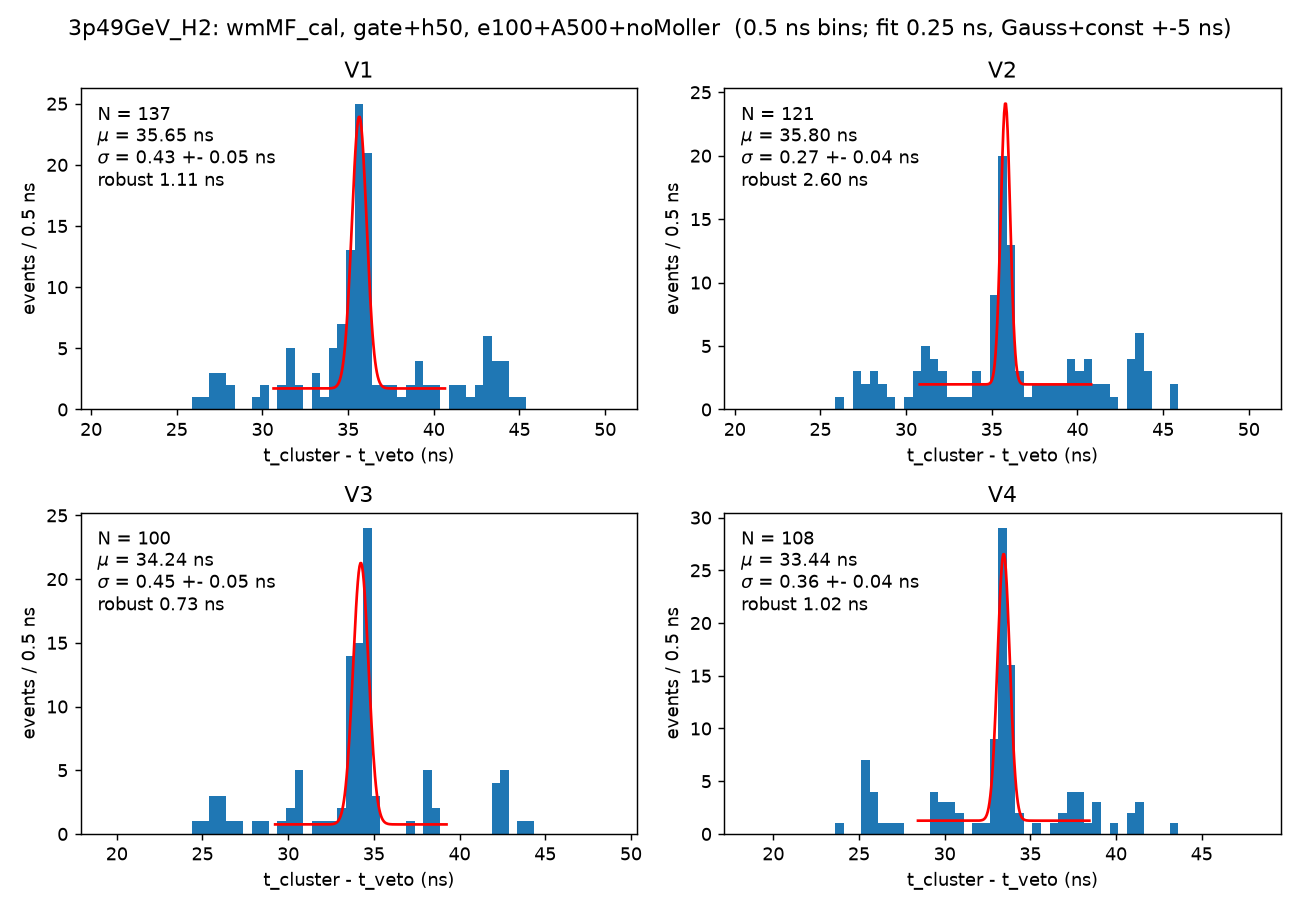 3p49GeV_H2: wmMF_cal, gate+h50, e100+A500+noMoller (0.5 ns bins; fit 0.25 ns, Gauss+const +-5 ns)
V1
N = 137
μ = 35.65 ns
σ = 0.43 +- 0.05 ns
robust 1.11 ns
events / 0.5 ns
25
20
15
10
5
0
20 25 30 35 40 45 50
t_cluster - t_veto (ns)
V2
N = 121
μ = 35.80 ns
σ = 0.27 +- 0.04 ns
robust 2.60 ns
events / 0.5 ns
25
20
15
10
5
0
20 25 30 35 40 45 50
t_cluster - t_veto (ns)
V3
N = 100
μ = 34.24 ns
σ = 0.45 +- 0.05 ns
robust 0.73 ns
events / 0.5 ns
25
20
15
10
5
0
20 25 30 35 40 45 50
t_cluster - t_veto (ns)
V4
N = 108
μ = 33.44 ns
σ = 0.36 +- 0.04 ns
robust 1.02 ns
events / 0.5 ns
30
25
20
15
10
5
0
20 25 30 35 40 45
t_cluster - t_veto (ns)